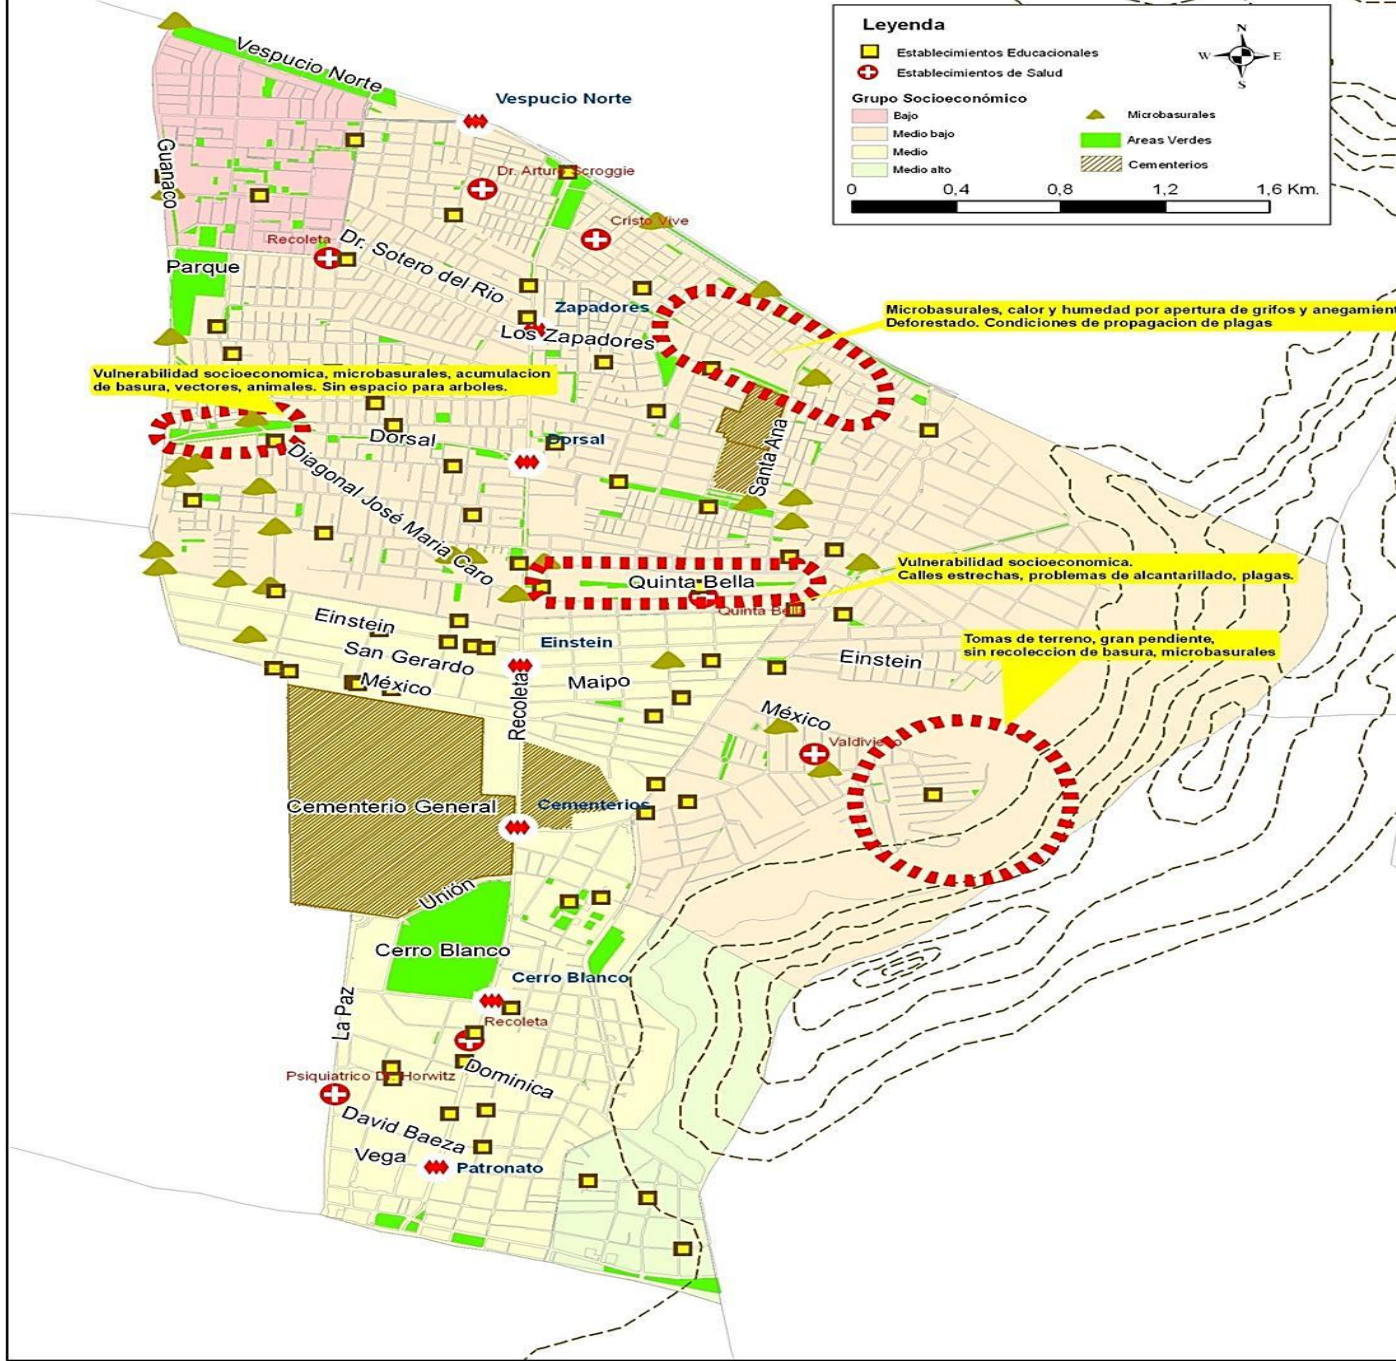 Leyenda
Establecimientos Educacionales
Establecimientos de Salud
Grupo Socioeconómico
Bajo
Medio bajo
Medio
Medio alto
Microbasurales
Areas Verdes
Cementerios
N
W
E
S
0 0,4 0,8 1,2 1,6 Km.
Vespucio Norte
Vespucio Norte
Guanaco
Dr. Arturo Scroggie
Cristo Vive
Recoleta
Dr. Sotero del Rio
Parque
Zapadores
Los Zapadores
Microbasurales, calor y humedad por apertura de grifos y anegamient
Deforestado. Condiciones de propagacion de plagas
Vulnerabilidad socioeconomica, microbasurales, acumulacion
de basura, vectores, animales. Sin espacio para arboles.
Dorsal
Dorsal
Santa Ana
Diagonal José Maria Caro
Vulnerabilidad socioeconomica.
Calles estrechas, problemas de alcantarillado, plagas.
Quinta Bella
Quinta Bella
Einstein
Einstein
Einstein
Tomas de terreno, gran pendiente,
sin recoleccion de basura, microbasurales
San Gerardo
Maipo
México
Recoleta
México
Valdivieso
Cementerio General
Cementerios
Unión
Cerro Blanco
Cerro Blanco
La Paz
Recoleta
Psiquiatrico Dr. Horwitz
Dominica
David Baeza
Vega
Patronato